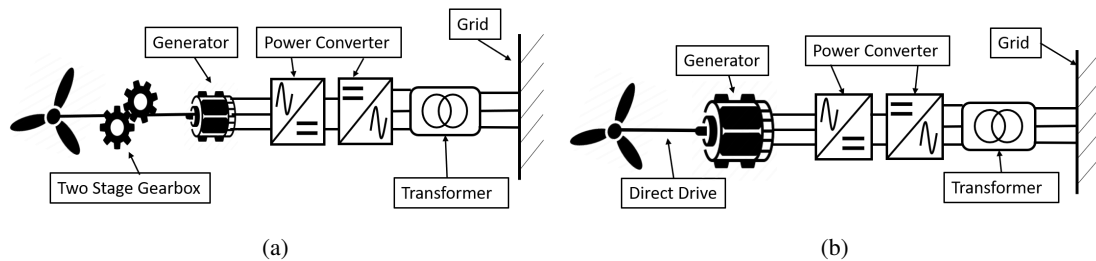 Generator
Power Converter
Grid
Two Stage Gearbox
Transformer
(a)
Generator
Power Converter
Grid
Direct Drive
Transformer
(b)